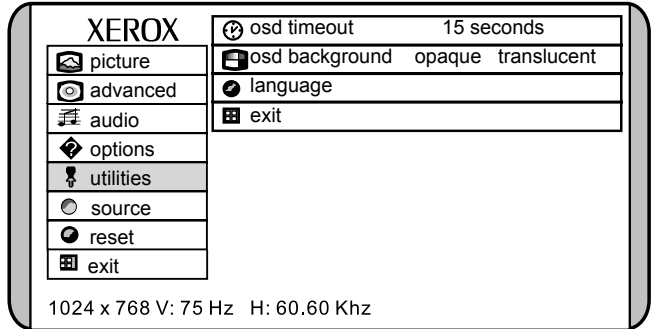 XEROX
picture
advanced
audio
options
utilities
source
reset
exit
osd timeout 15 seconds
osd background opaque translucent
language
exit
1024 x 768 V: 75 Hz H: 60.60 Khz